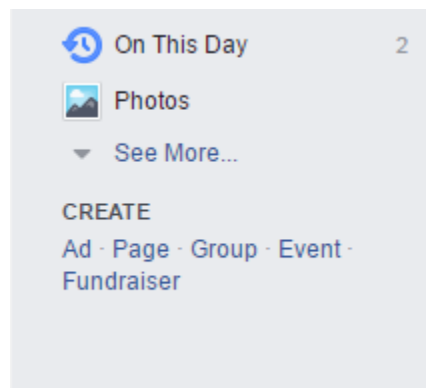 On This Day 2
Photos
See More...
CREATE
Ad · Page · Group · Event ·
Fundraiser